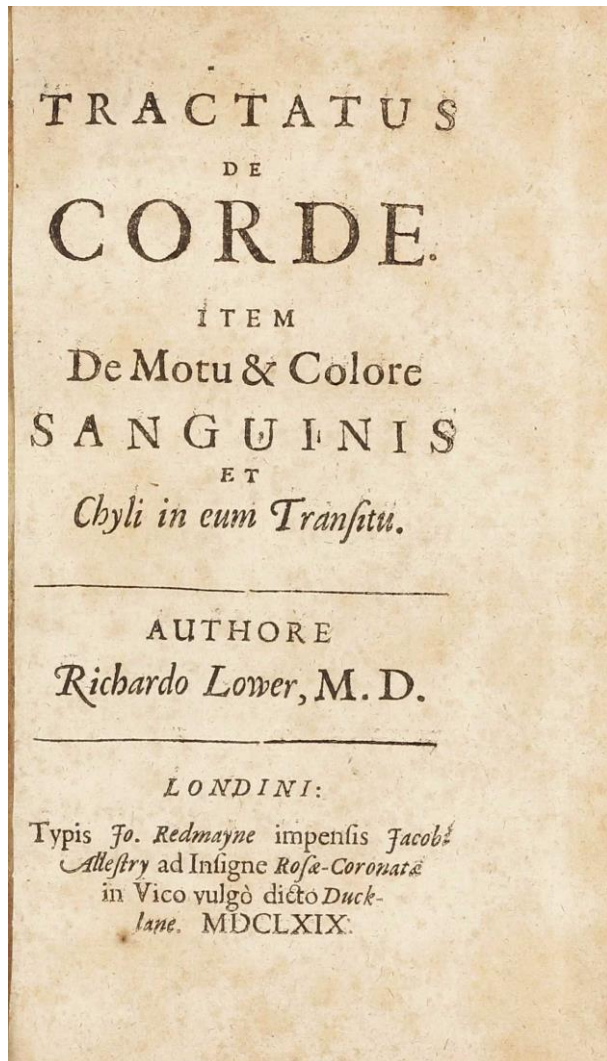 TRACTATUS
DE
CORDE.
ITEM
De Motu & Colore
SANGUINIS
ET
Chyli in eum Tranſitu.
AUTHORE
Richardo Lower, M. D.
LONDINI:
Typis Jo. Redmayne impenſis Jacobi
Alleſtry ad Inſigne Roſæ-Coronatæ
in Vico vulgò dicto Duck-
lane. MDCLXIX.